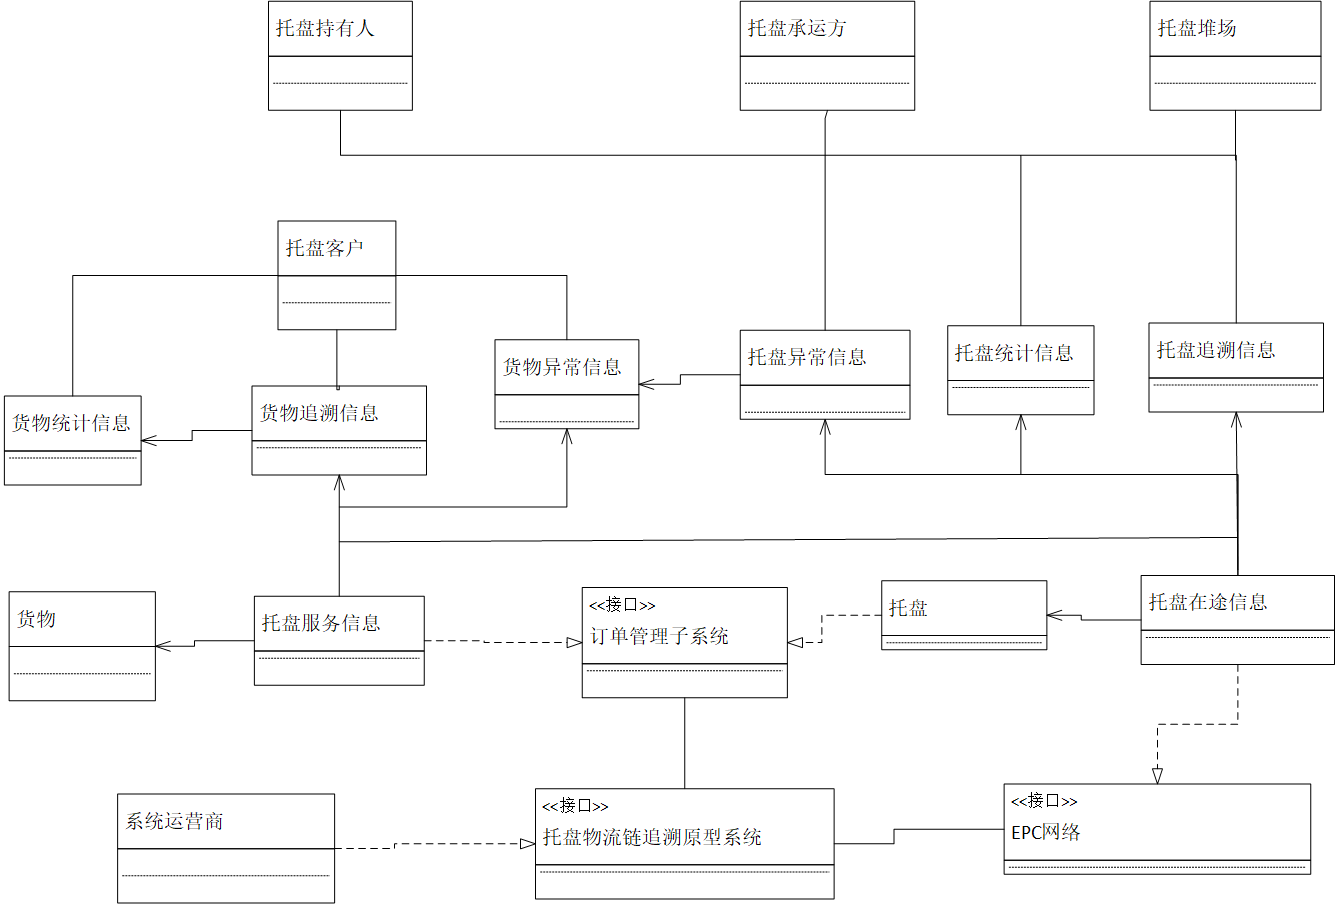 托盘持有人
托盘承运方
托盘堆场
托盘客户
货物异常信息
托盘异常信息
托盘统计信息
托盘追溯信息
货物统计信息
货物追溯信息
货物
托盘服务信息
<<接口>>
订单管理子系统
托盘
托盘在途信息
系统运营商
<<接口>>
托盘物流链追溯原型系统
<<接口>>
EPC网络